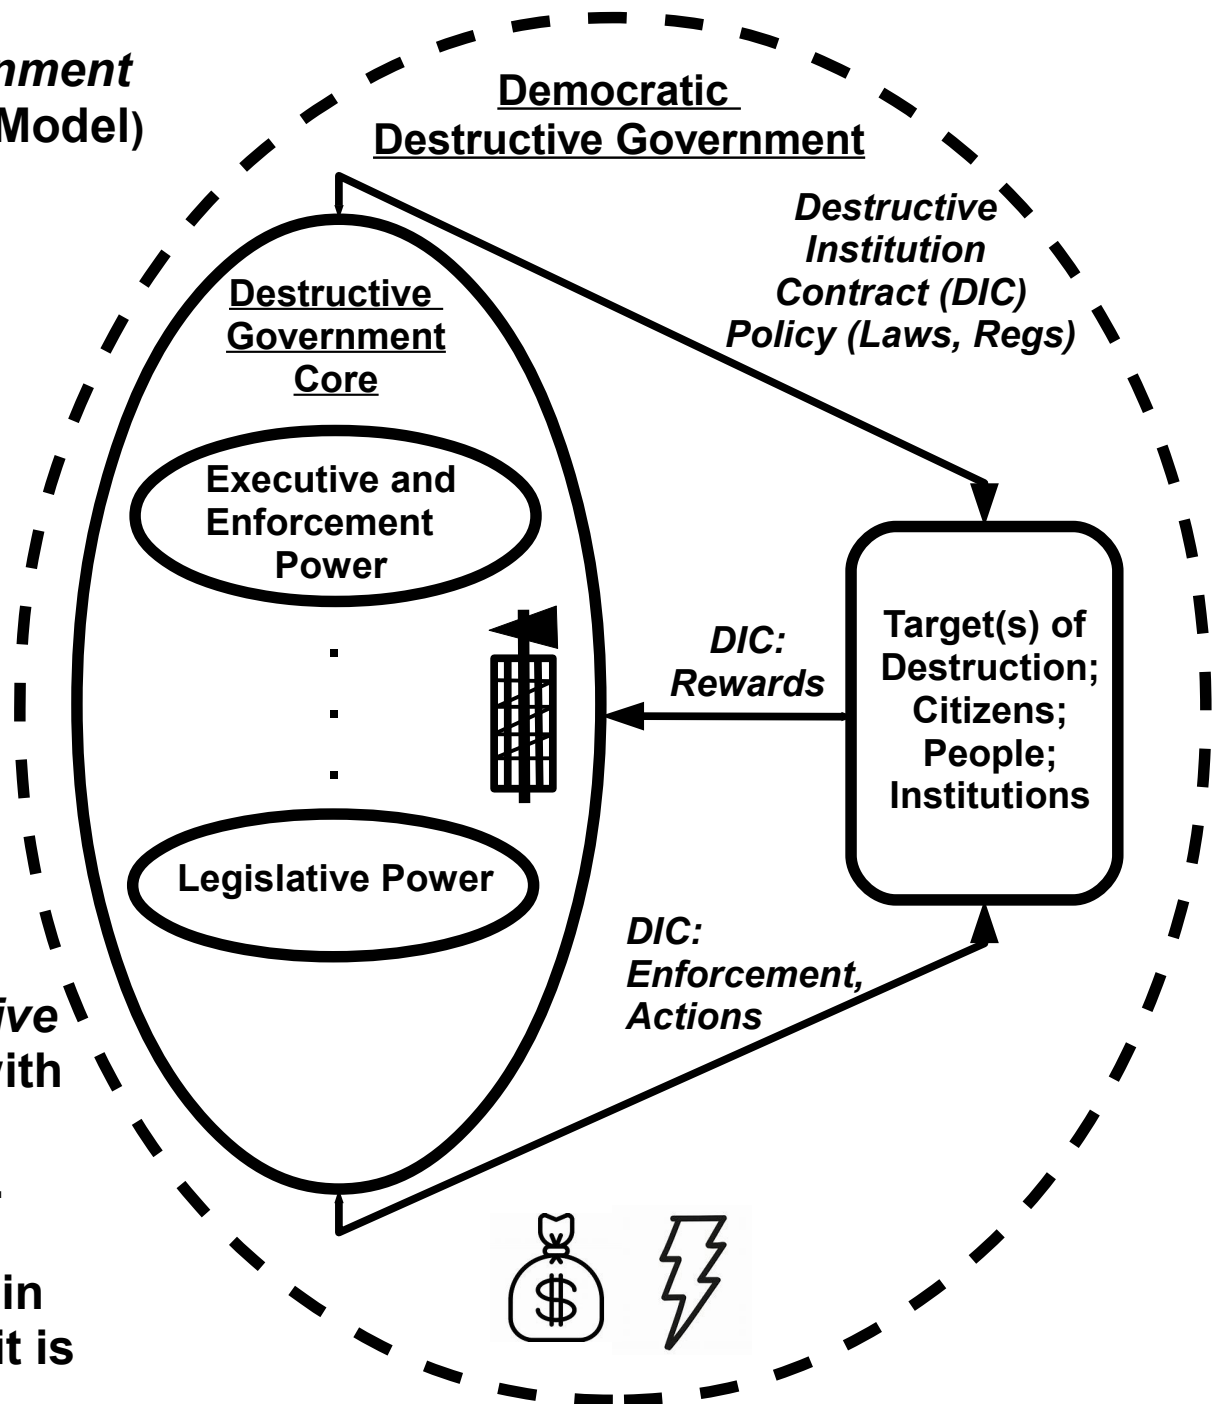 nment
Model)
Democratic
Destructive Government
Destructive
Institution
Contract (DIC)
Policy (Laws, Regs)
Destructive
Government
Core
Executive and
Enforcement
Power
.
.
.
Legislative Power
DIC:
Rewards
Target(s) of
Destruction;
Citizens;
People;
Institutions
DIC:
Enforcement,
Actions
ive
with
.
in
it is
$